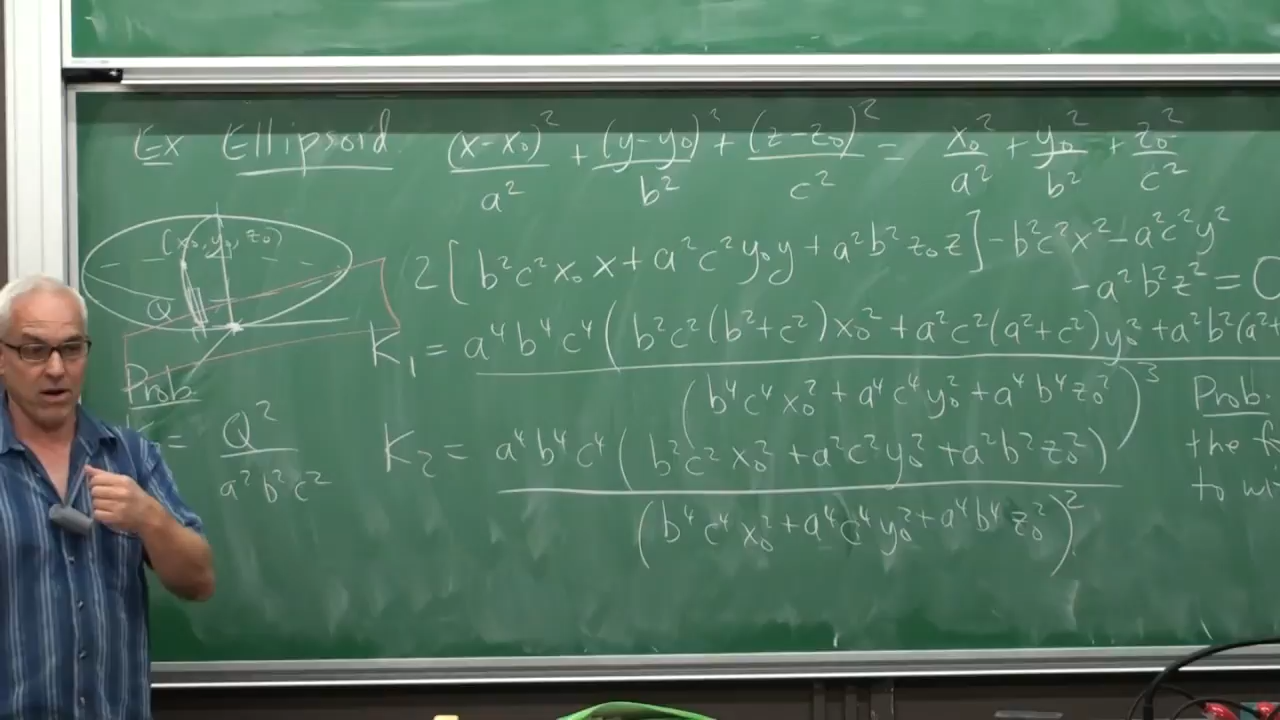 Ex Ellipsoid (x-x₀)²/a² + (y-y₀)²/b² + (z-z₀)²/c² = x₀²/a² + y₀²/b² + z₀²/c²
(x₀, y₀, z₀)
Q
2[b²c²x₀x + a²c²y₀y + a²b²z₀z] - b²c²x² - a²c²y²
- a²b²z² = 0
K₁ = a⁴b⁴c⁴(b²c²(b²+c²)x₀² + a²c²(a²+c²)y₀² + a²b²(a²+
(b⁴c⁴x₀² + a⁴c⁴y₀² + a⁴b⁴z₀²)³
Prob.
= Q²/a²b²c²
K₂ = a⁴b⁴c⁴(b²c²x₀² + a²c²y₀² + a²b²z₀²)
(b⁴c⁴x₀² + a⁴c⁴y₀² + a⁴b⁴z₀²)²
Prob.
the
to